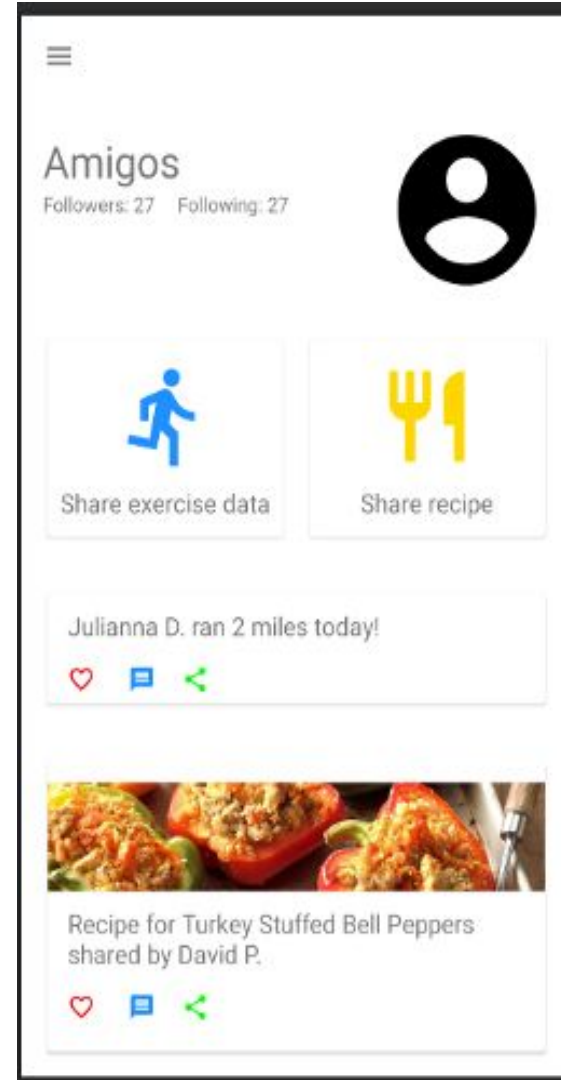 Amigos
Followers: 27 Following: 27
Share exercise data
Share recipe
Julianna D. ran 2 miles today!
Recipe for Turkey Stuffed Bell Peppers
shared by David P.